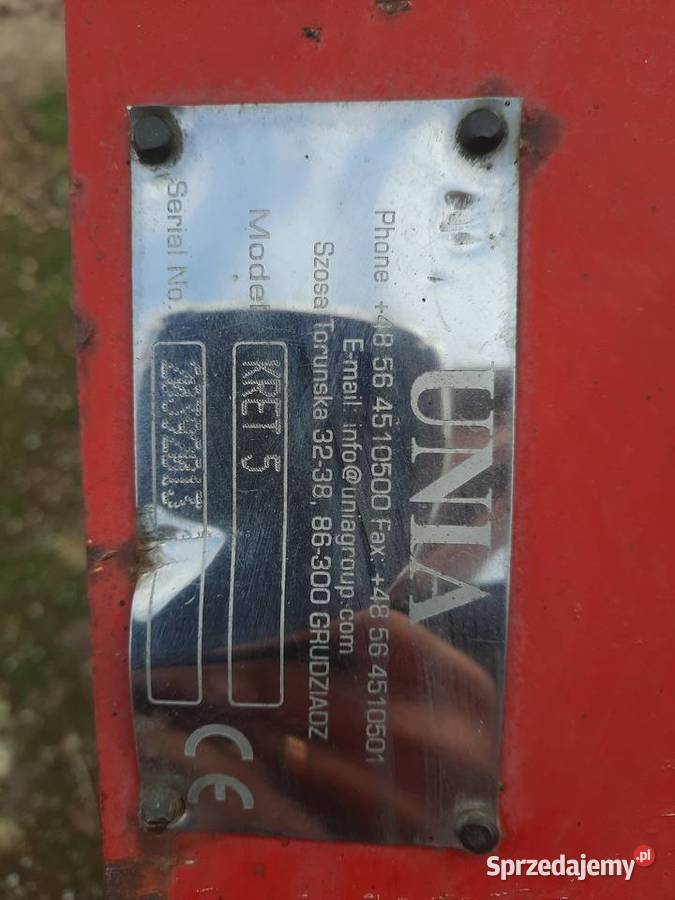 UNIA
Phone +48 56 4510500 Fax: +48 56 4510501
E-mail: info@uniagroup.com
Szosa Torunska 32-38, 86-300 GRUDZIADZ
Model KRET 5
Serial No.
CE
Sprzedajemy.pl